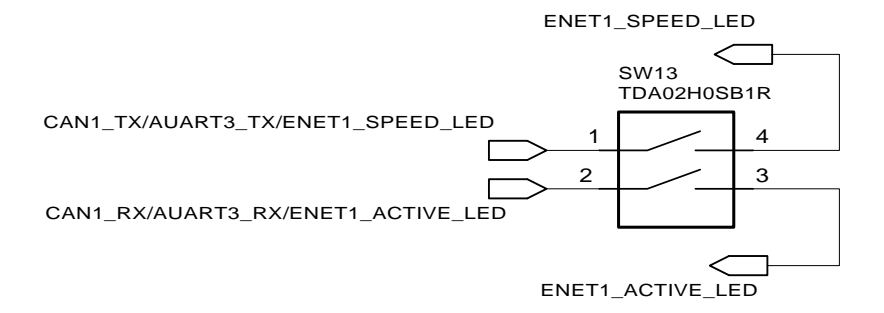 ENET1_SPEED_LED
SW13
TDA02H0SB1R
CAN1_TX/AUART3_TX/ENET1_SPEED_LED
1
4
2
3
CAN1_RX/AUART3_RX/ENET1_ACTIVE_LED
ENET1_ACTIVE_LED